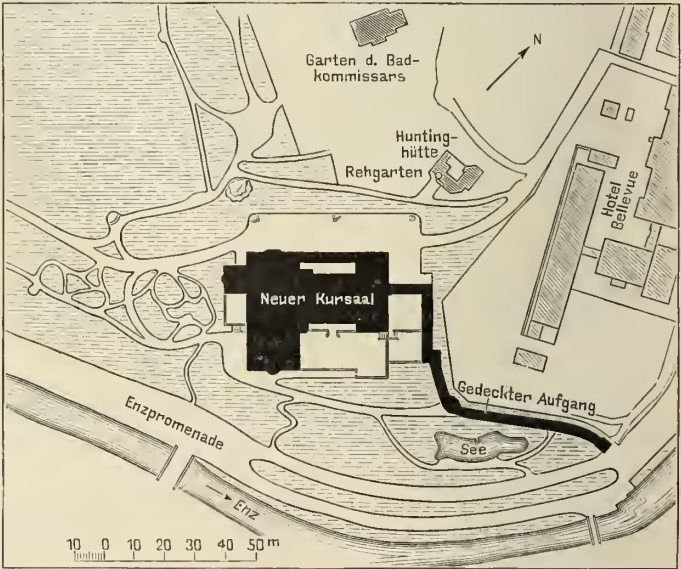 Garten d. Bad-
kommissars
N
Hunting-
hütte
Rehgarten
Hotel
Bellevue
Neuer Kursaal
Gedeckter Aufgang
Enzpromenade
See
Enz
10 0 10 20 30 40 50 m